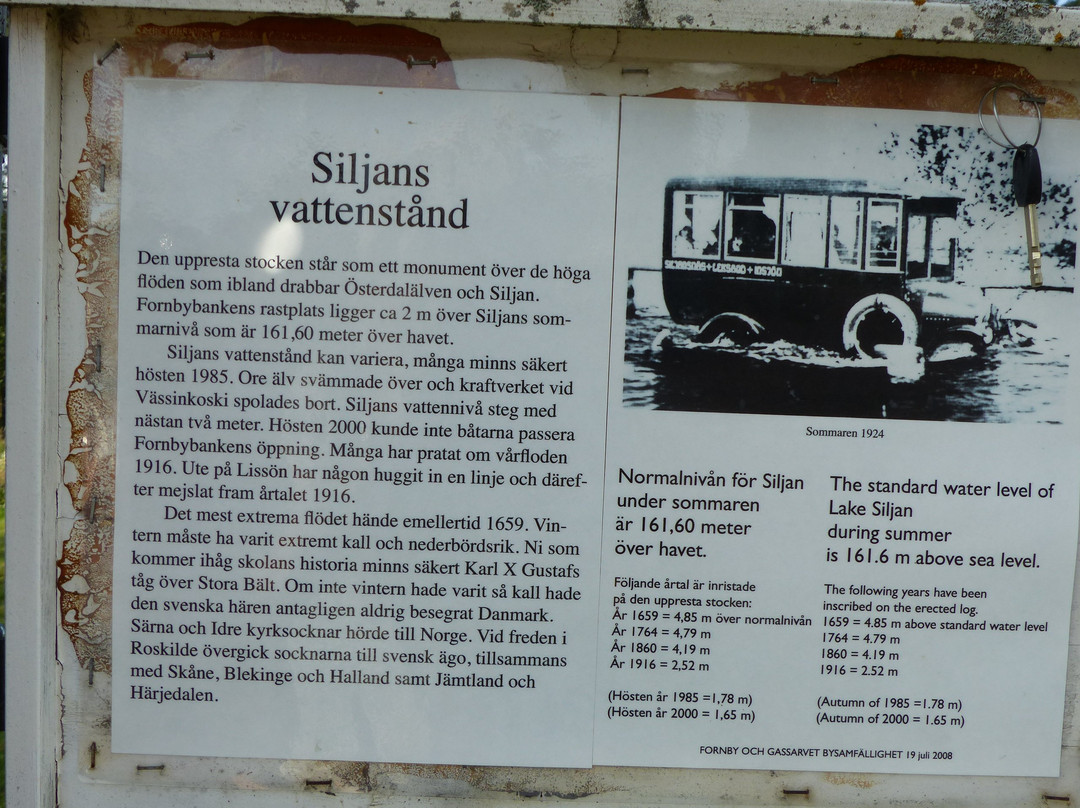 Siljans
vattenstånd
Den uppresta stocken står som ett monument över de höga
flöden som ibland drabbar Österdalälven och Siljan.
Fornbybankens rastplats ligger ca 2 m över Siljans som-
marnivå som är 161,60 meter över havet.
Siljans vattenstånd kan variera, många minns säkert
hösten 1985. Ore älv svämmade över och kraftverket vid
Vässinkoski spolades bort. Siljans vattennivå steg med
nästan två meter. Hösten 2000 kunde inte båtarna passera
Fornbybankens öppning. Många har pratat om vårfloden
1916. Ute på Lissön har någon huggit in en linje och däref-
ter mejslat fram årtalet 1916.
Det mest extrema flödet hände emellertid 1659. Vin-
tern måste ha varit extremt kall och nederbördsrik. Ni som
kommer ihåg skolans historia minns säkert Karl X Gustafs
tåg över Stora Bält. Om inte vintern hade varit så kall hade
den svenska hären antagligen aldrig besegrat Danmark.
Särna och Idre kyrksocknar hörde till Norge. Vid freden i
Roskilde övergick socknarna till svensk ägo, tillsammans
med Skåne, Blekinge och Halland samt Jämtland och
Härjedalen.
+ LEKSAND +
Sommaren 1924
Normalnivån för Siljan
under sommaren
är 161,60 meter
över havet.
Följande årtal är inristade
på den uppresta stocken:
År 1659 = 4,85 m över normalnivån
År 1764 = 4,79 m
År 1860 = 4,19 m
År 1916 = 2,52 m
(Hösten år 1985 =1,78 m)
(Hösten år 2000 = 1,65 m)
The standard water level of
Lake Siljan
during summer
is 161.6 m above sea level.
The following years have been
inscribed on the erected log.
1659 = 4.85 m above standard water level
1764 = 4.79 m
1860 = 4.19 m
1916 = 2.52 m
(Autumn of 1985 =1.78 m)
(Autumn of 2000 = 1.65 m)
FORNBY OCH GASSARVET BYSAMFÄLLIGHET 19 juli 2008